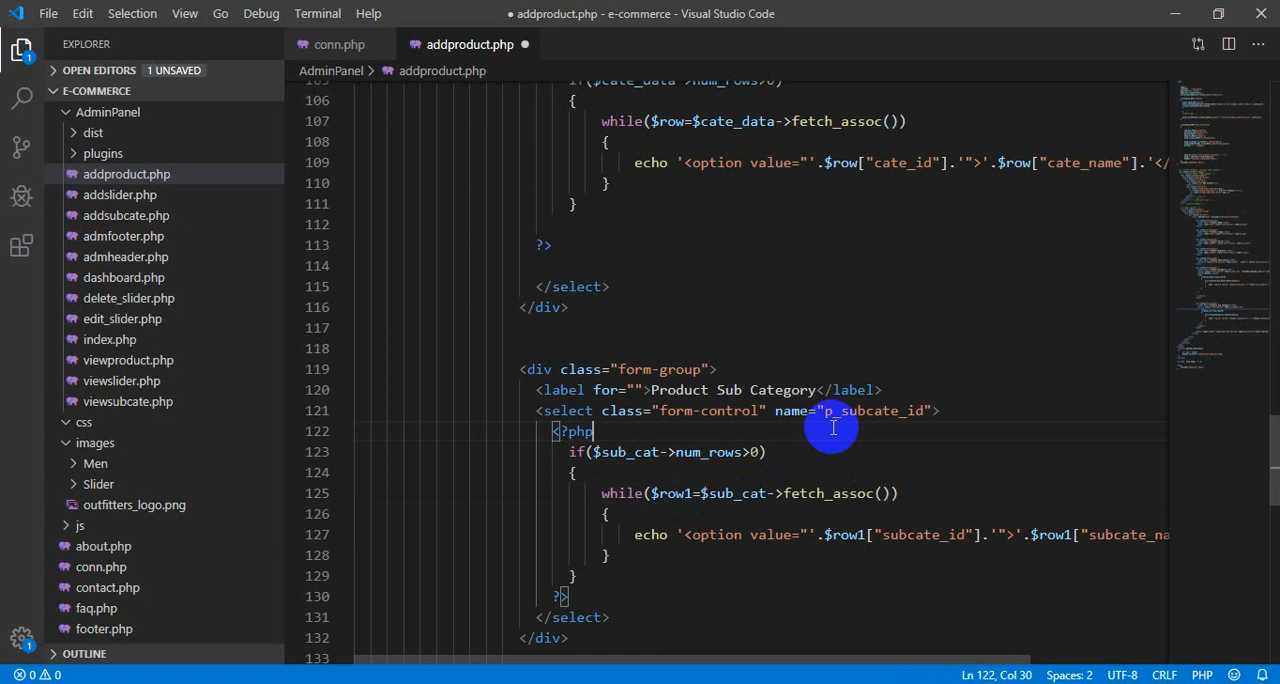 File Edit Selection View Go Debug Terminal Help ● addproduct.php - e-commerce - Visual Studio Code
EXPLORER conn.php addproduct.php
OPEN EDITORS 1 UNSAVED AdminPanel > addproduct.php
E-COMMERCE
AdminPanel
dist
plugins
addproduct.php
addslider.php
addsubcate.php
admfooter.php
admheader.php
dashboard.php
delete_slider.php
edit_slider.php
index.php
viewproduct.php
viewslider.php
viewsubcate.php
css
images
Men
Slider
outfitters_logo.png
js
about.php
conn.php
contact.php
faq.php
footer.php
OUTLINE
105 if($cate_data->num_rows>0)
106 {
107 while($row=$cate_data->fetch_assoc())
108 {
109 echo '<option value="'.$row["cate_id"].'">'.$row["cate_name"].'</
110 }
111 }
112
113 ?>
114
115 </select>
116 </div>
117
118
119 <div class="form-group">
120 <label for="">Product Sub Category</label>
121 <select class="form-control" name="p_subcate_id">
122 <?php
123 if($sub_cat->num_rows>0)
124 {
125 while($row1=$sub_cat->fetch_assoc())
126 {
127 echo '<option value="'.$row1["subcate_id"].'">'.$row1["subcate_na
128 }
129 }
130 ?>
131 </select>
132 </div>
133
0 0 Ln 122, Col 30 Spaces: 2 UTF-8 CRLF PHP